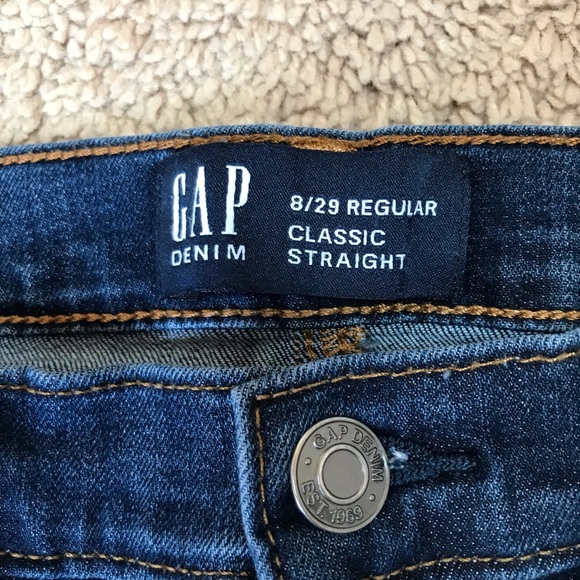 GAP
DENIM
8/29 REGULAR
CLASSIC
STRAIGHT
GAP DENIM
EST. 1969